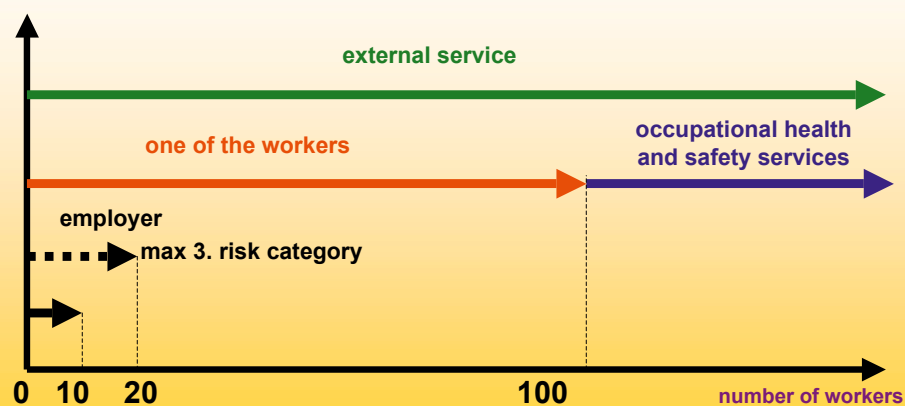 external service
one of the workers
occupational health
and safety services
employer
max 3. risk category
0 10 20 100 number of workers